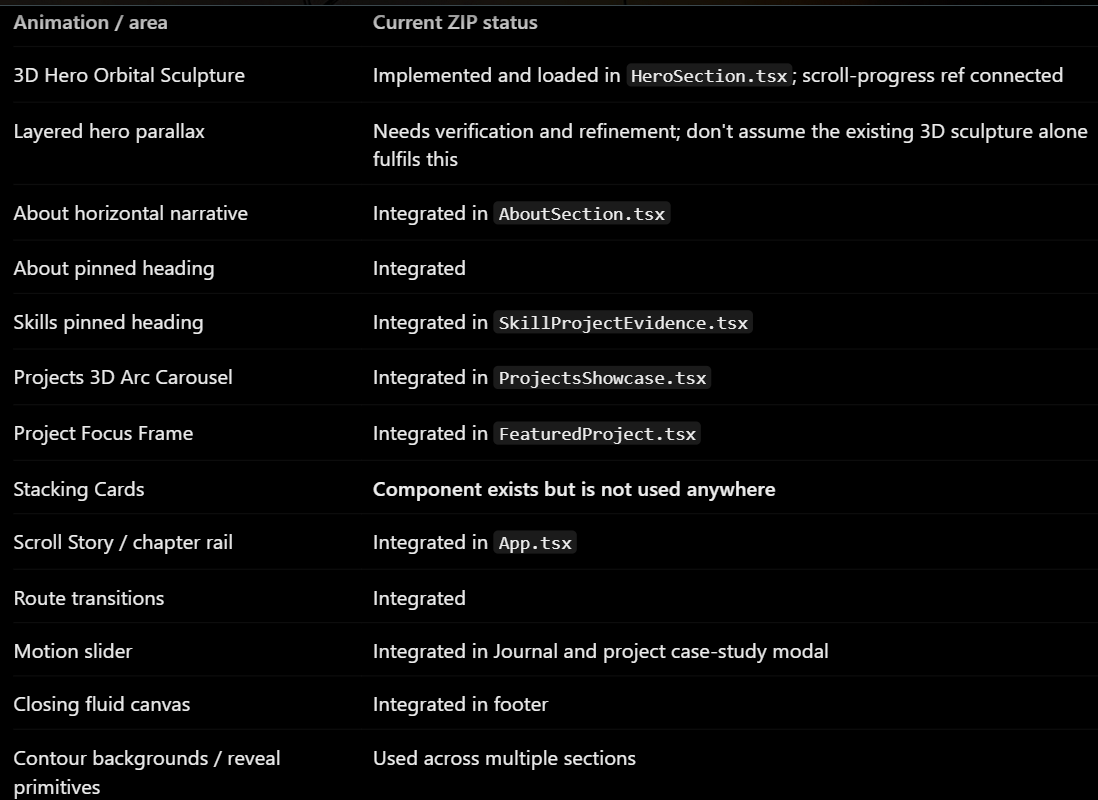 Animation / area	Current ZIP status
3D Hero Orbital Sculpture	Implemented and loaded in HeroSection.tsx; scroll-progress ref connected
Layered hero parallax	Needs verification and refinement; don't assume the existing 3D sculpture alone
fulfils this
About horizontal narrative	Integrated in AboutSection.tsx
About pinned heading	Integrated
Skills pinned heading	Integrated in SkillProjectEvidence.tsx
Projects 3D Arc Carousel	Integrated in ProjectsShowcase.tsx
Project Focus Frame	Integrated in FeaturedProject.tsx
Stacking Cards	Component exists but is not used anywhere
Scroll Story / chapter rail	Integrated in App.tsx
Route transitions	Integrated
Motion slider	Integrated in Journal and project case-study modal
Closing fluid canvas	Integrated in footer
Contour backgrounds / reveal	Used across multiple sections
primitives